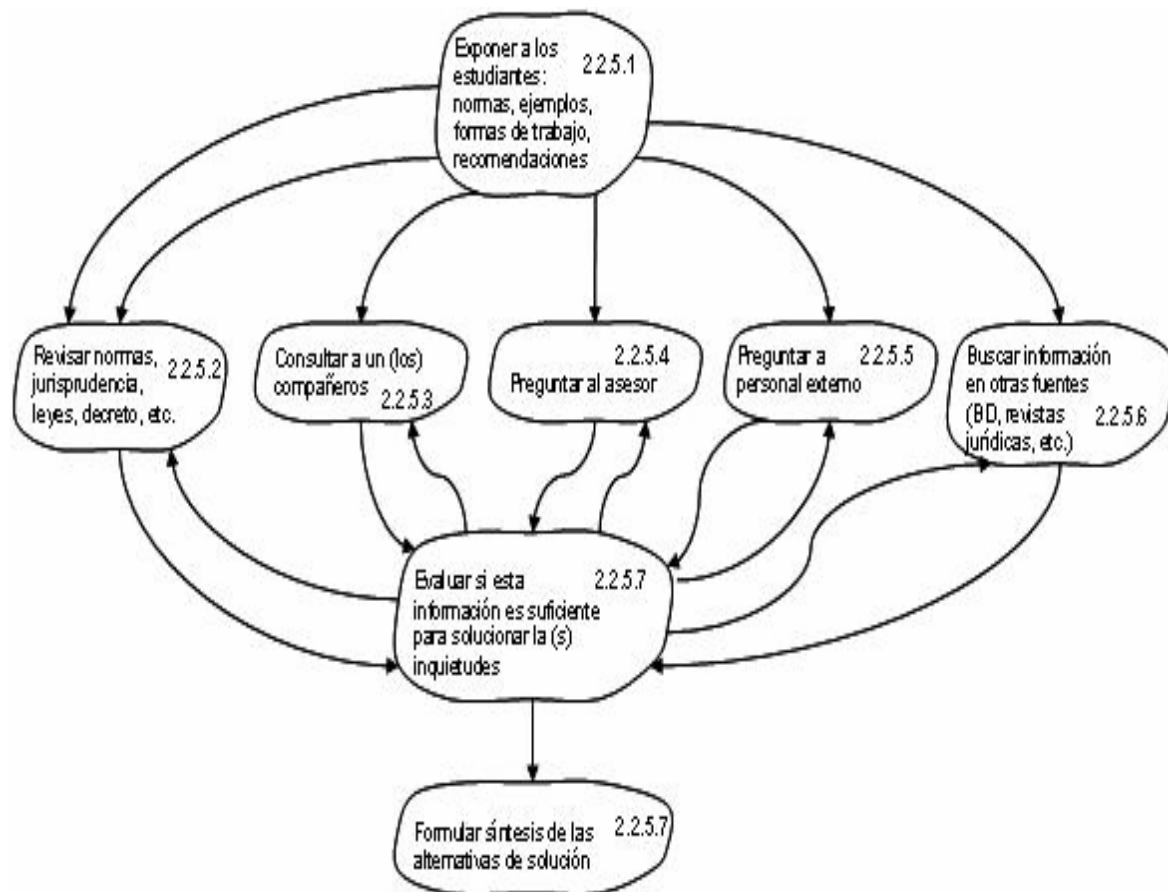 Exponer a los
estudiantes:
2.2.5.1
normas, ejemplos,
formas de trabajo,
recomendaciones
Revisar normas,
jurisprudencia,
2.2.5.2
leyes, decreto, etc.
Consultar a un (los)
compañeros
2.2.5.3
2.2.5.4
Preguntar al asesor
Preguntar a
2.2.5.5
personal externo
Buscar información
en otras fuentes
(BD, revistas
2.2.5.6
jurídicas, etc.)
Evaluar si esta
2.2.5.7
información es suficiente
para solucionar la (s)
inquietudes
Formular síntesis de las
2.2.5.7
alternativas de solución